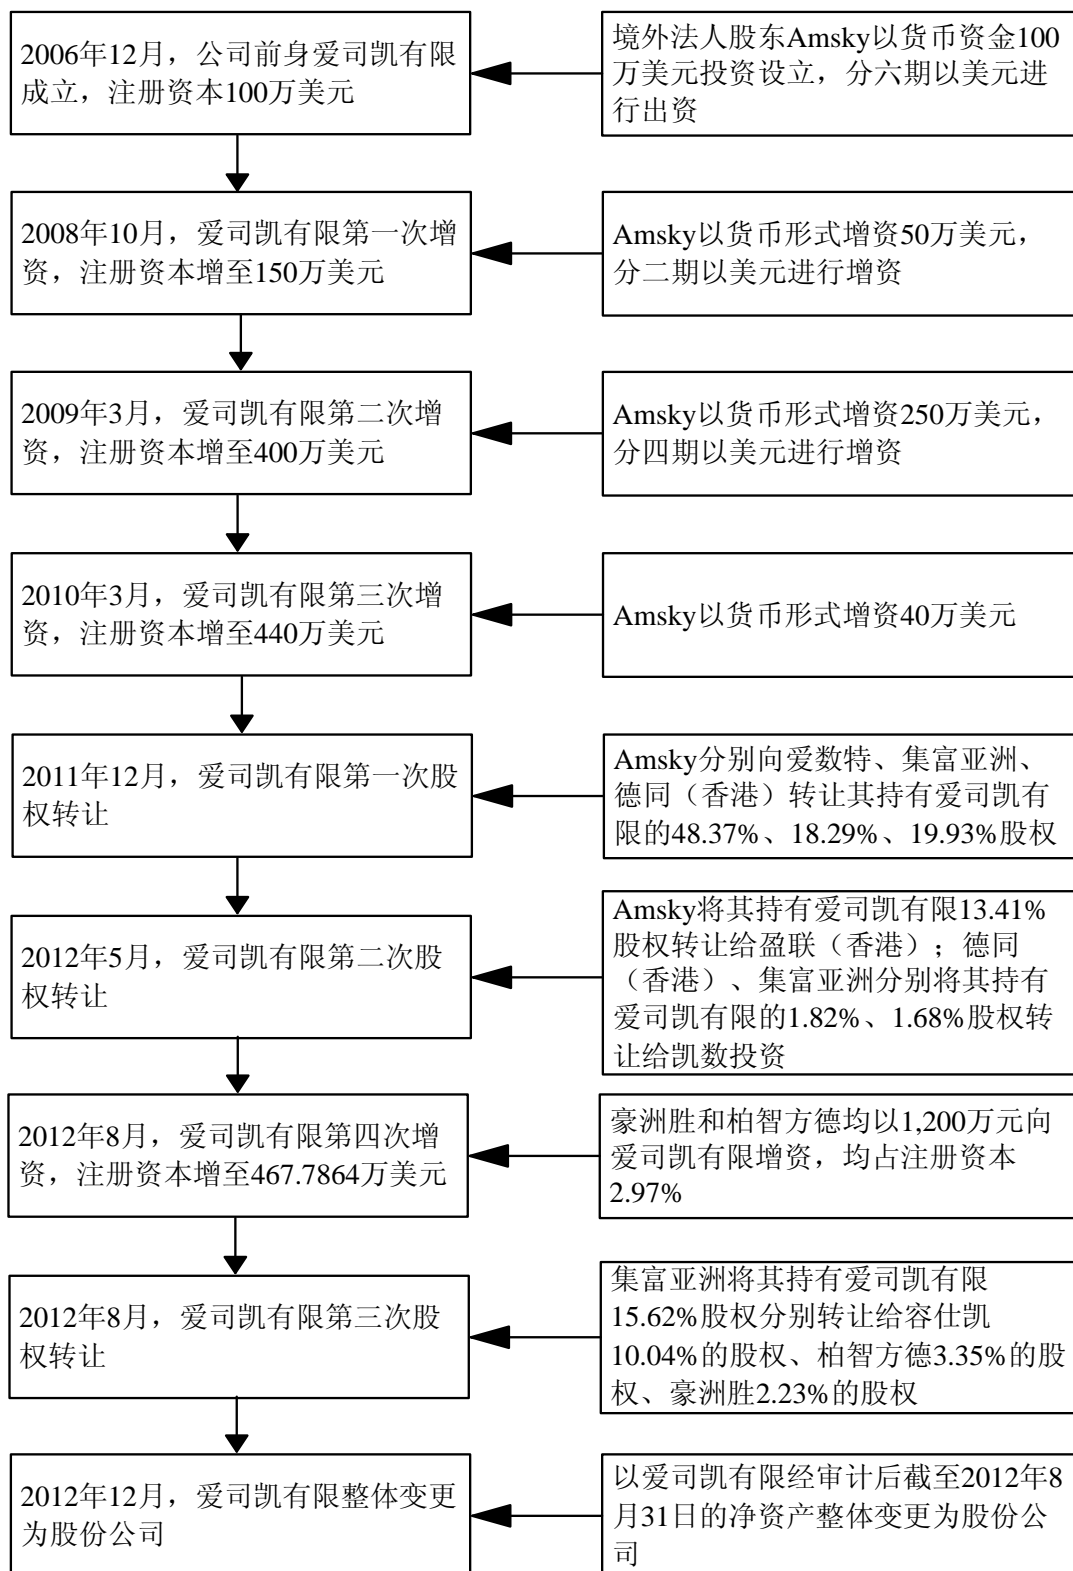 2006年12月，公司前身爱司凯有限
成立，注册资本100万美元
境外法人股东Amsky以货币资金100
万美元投资设立，分六期以美元进
行出资
2008年10月，爱司凯有限第一次增
资，注册资本增至150万美元
Amsky以货币形式增资50万美元，
分二期以美元进行增资
2009年3月，爱司凯有限第二次增
资，注册资本增至400万美元
Amsky以货币形式增资250万美元，
分四期以美元进行增资
2010年3月，爱司凯有限第三次增
资，注册资本增至440万美元
Amsky以货币形式增资40万美元
2011年12月，爱司凯有限第一次股
权转让
Amsky分别向爱数特、集富亚洲、
德同（香港）转让其持有爱司凯有
限的48.37%、18.29%、19.93%股权
2012年5月，爱司凯有限第二次股
权转让
Amsky将其持有爱司凯有限13.41%
股权转让给盈联（香港）；德同
（香港）、集富亚洲分别将其持有
爱司凯有限的1.82%、1.68%股权转
让给凯数投资
2012年8月，爱司凯有限第四次增
资，注册资本增至467.7864万美元
豪洲胜和柏智方德均以1,200万元向
爱司凯有限增资，均占注册资本
2.97%
2012年8月，爱司凯有限第三次股
权转让
集富亚洲将其持有爱司凯有限
15.62%股权分别转让给容仕凯
10.04%的股权、柏智方德3.35%的股
权、豪洲胜2.23%的股权
2012年12月，爱司凯有限整体变更
为股份公司
以爱司凯有限经审计后截至2012年8
月31日的净资产整体变更为股份公
司